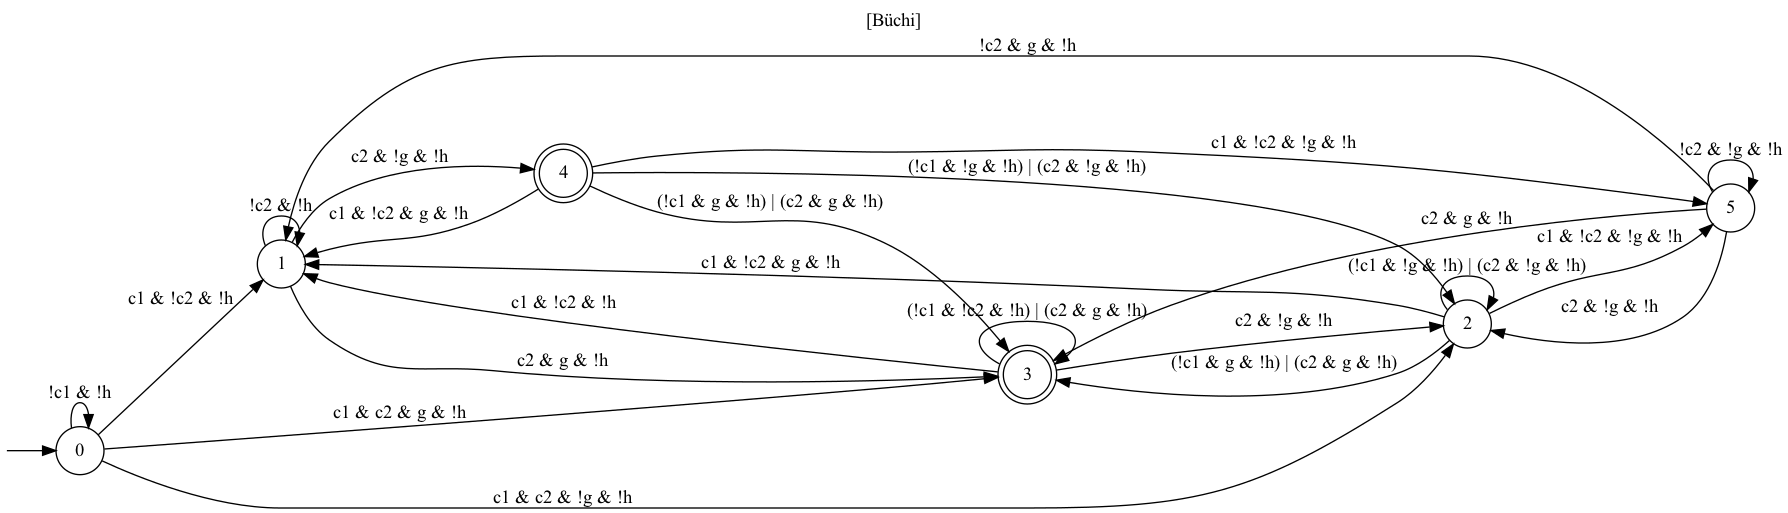 [Büchi]
!c2 & g & !h
c1 & !c2 & !g & !h
!c2 & !g & !h
c2 & !g & !h
(!c1 & !g & !h) | (c2 & !g & !h)
4
!c2 & !h
c1 & !c2 & g & !h
(!c1 & g & !h) | (c2 & g & !h)
5
c2 & g & !h
c1 & !c2 & !g & !h
1
c1 & !c2 & g & !h
(!c1 & !g & !h) | (c2 & !g & !h)
c1 & !c2 & !h
c1 & !c2 & !h
(!c1 & !c2 & !h) | (c2 & g & !h)
c2 & !g & !h
2
c2 & !g & !h
c2 & g & !h
3
(!c1 & g & !h) | (c2 & g & !h)
!c1 & !h
c1 & c2 & g & !h
0
c1 & c2 & !g & !h